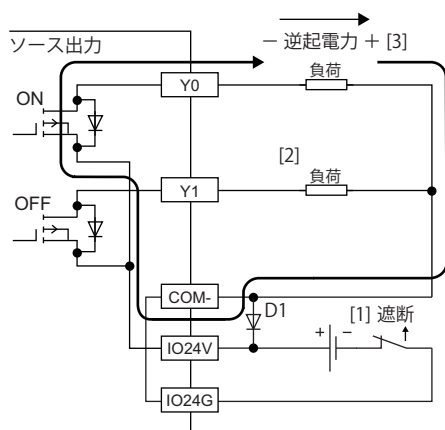 ソース出力
− 逆起電力 + [3]
Y0
負荷
ON
[2]
Y1
負荷
OFF
COM-
D1
[1] 遮断
+ −
IO24V
IO24G